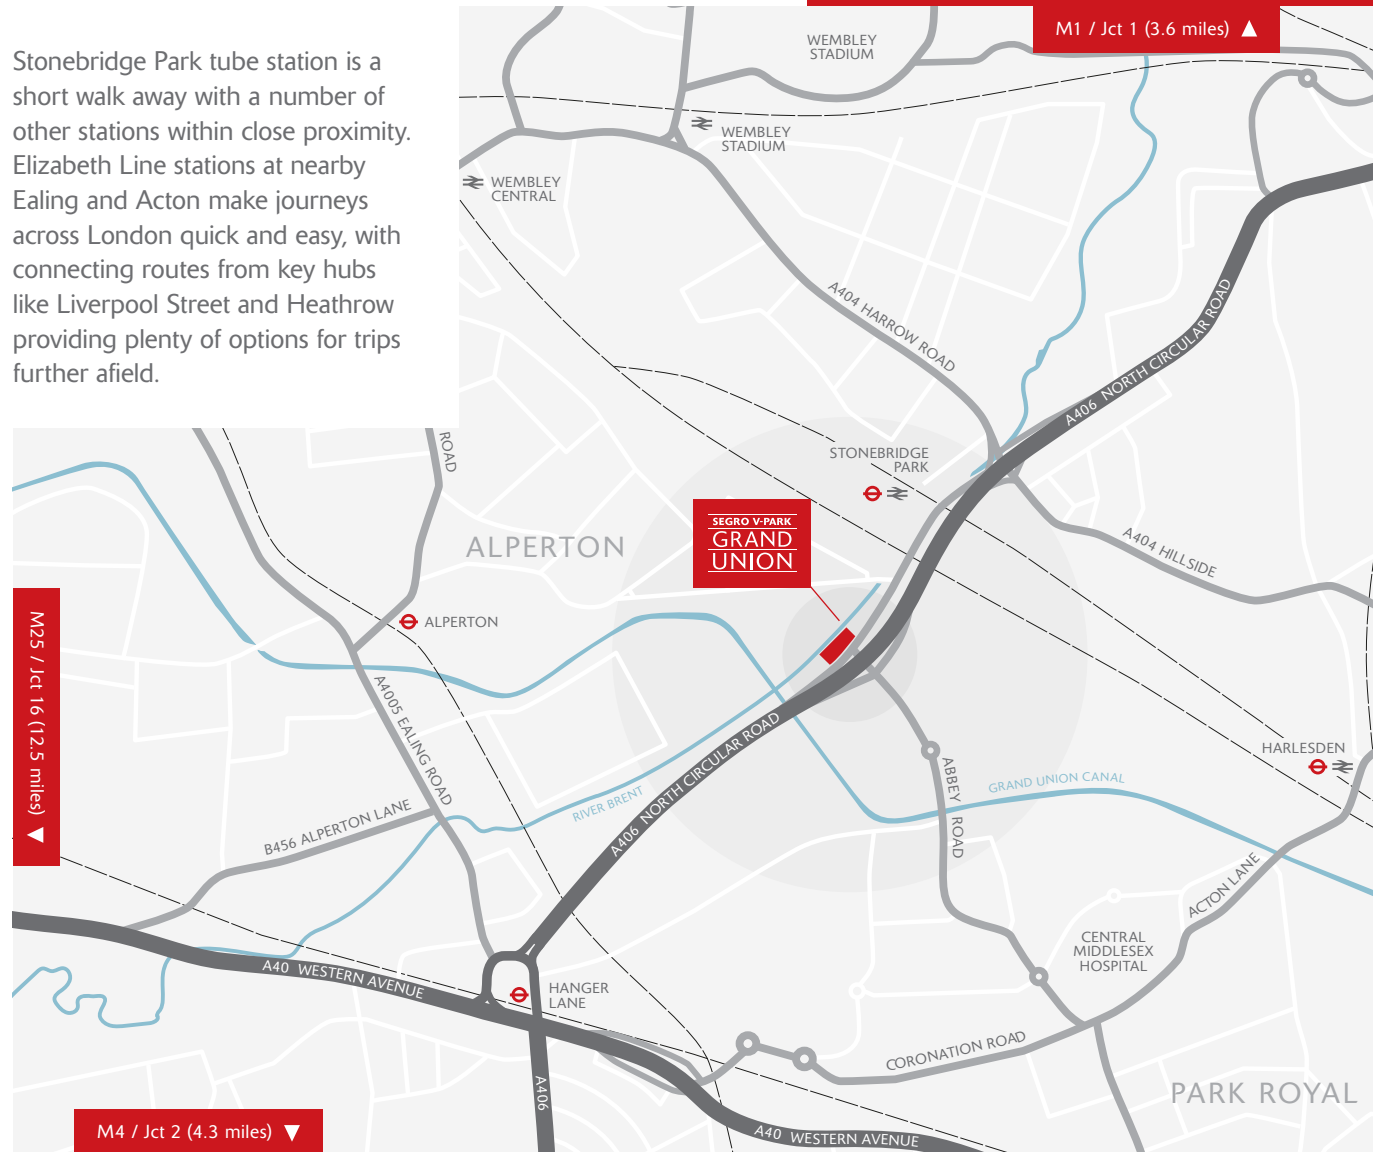 Stonebridge Park tube station is a
short walk away with a number of
other stations within close proximity.
Elizabeth Line stations at nearby
Ealing and Acton make journeys
across London quick and easy, with
connecting routes from key hubs
like Liverpool Street and Heathrow
providing plenty of options for trips
further afield.
M1 / Jct 1 (3.6 miles) ▲
WEMBLEY
STADIUM
WEMBLEY
STADIUM
WEMBLEY
CENTRAL
A404 HARROW ROAD
A406 NORTH CIRCULAR ROAD
ROAD
STONEBRIDGE
PARK
SEGRO V-PARK
GRAND
UNION
ALPERTON
A404 HILLSIDE
ALPERTON
M25 / Jct 16 (12.5 miles) ▼
A4005 EALING ROAD
HARLESDEN
ABBEY ROAD
GRAND UNION CANAL
RIVER BRENT
A406 NORTH CIRCULAR ROAD
B456 ALPERTON LANE
ACTON LANE
CENTRAL
MIDDLESEX
HOSPITAL
A40 WESTERN AVENUE
HANGER
LANE
CORONATION ROAD
A406
PARK ROYAL
M4 / Jct 2 (4.3 miles) ▼
A40 WESTERN AVENUE